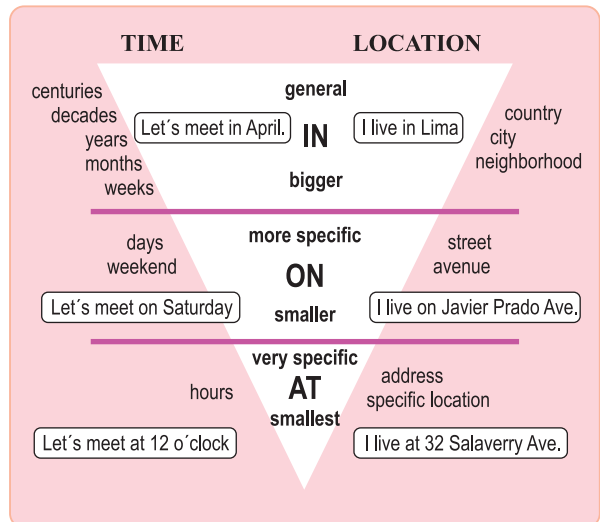 TIME LOCATION
general
centuries
decades
years
months
weeks
Let´s meet in April.
IN
I live in Lima
country
city
neighborhood
bigger
more specific
days
weekend
ON
street
avenue
Let´s meet on Saturday
smaller
I live on Javier Prado Ave.
very specific
hours
AT
address
specific location
smallest
Let´s meet at 12 o´clock
I live at 32 Salaverry Ave.